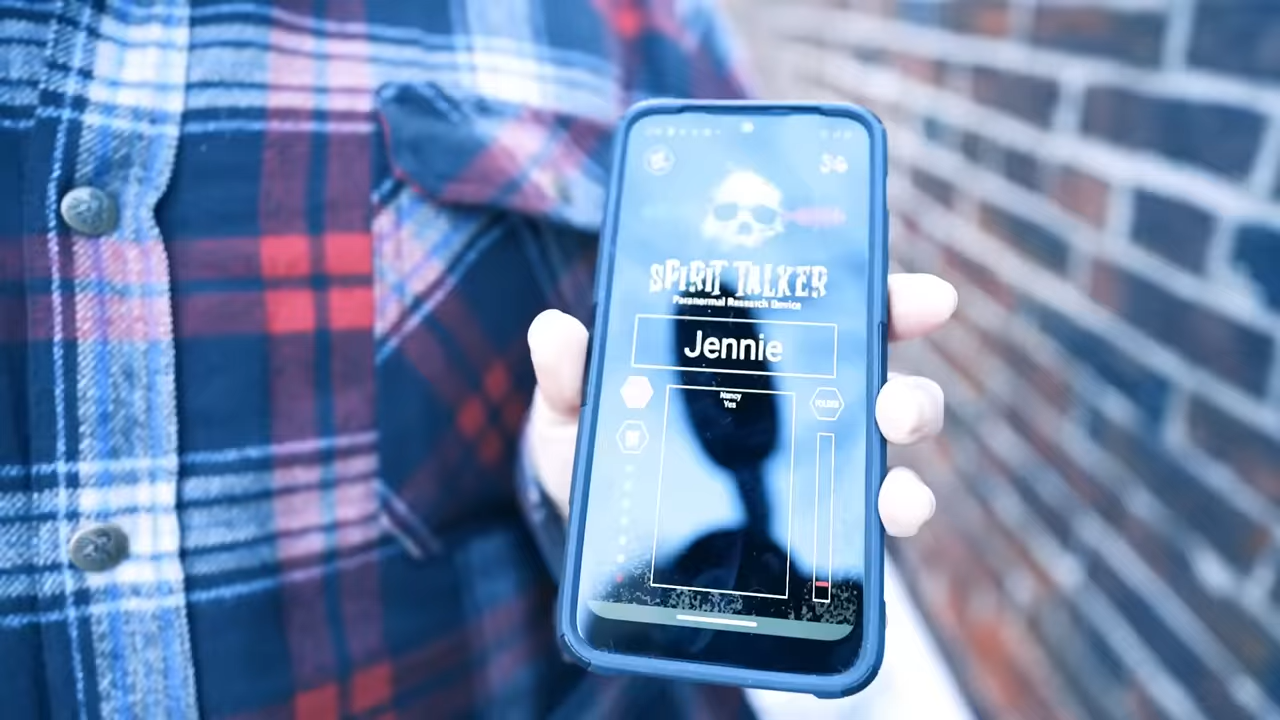 SPIRIT TALKER
Paranormal Research Device
Jennie
Nancy
Yes